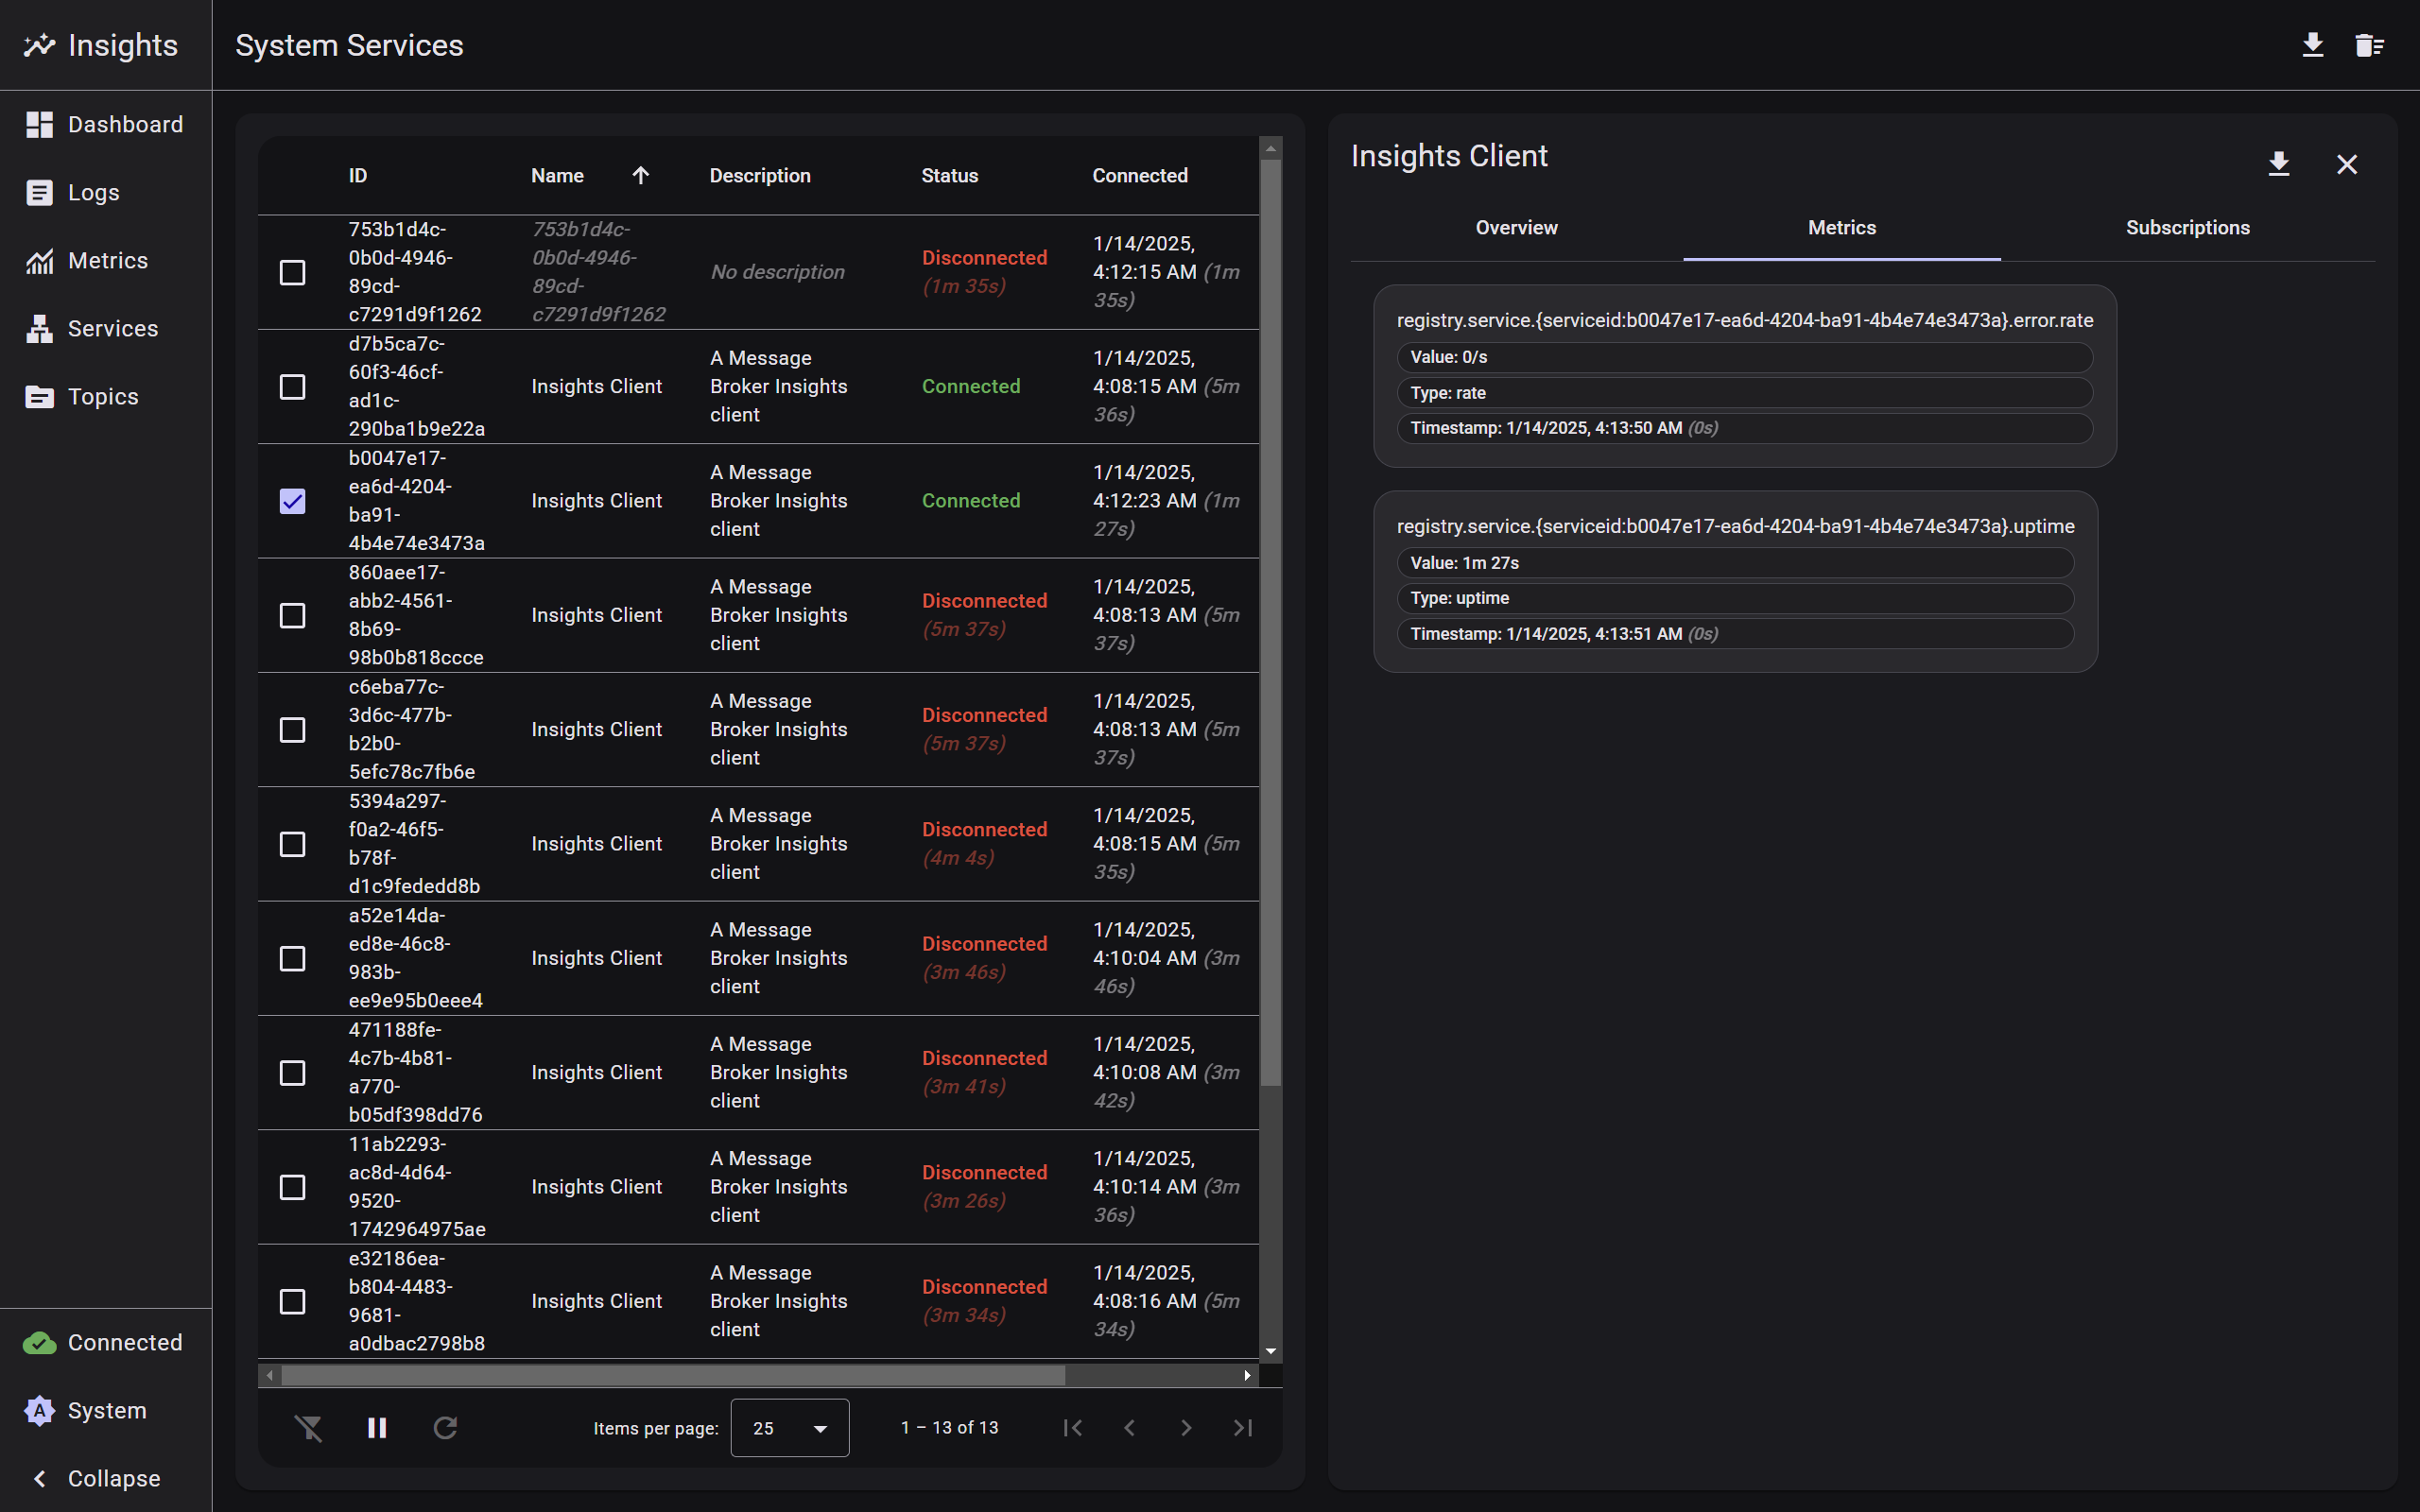 Insights
System Services
Dashboard
Logs
Metrics
Services
Topics
Connected
System
Collapse
ID
Name
Description
Status
Connected
753b1d4c-
0b0d-4946-
89cd-
c7291d9f1262
753b1d4c-
0b0d-4946-
89cd-
c7291d9f1262
No description
Disconnected
(1m 35s)
1/14/2025,
4:12:15 AM (1m
35s)
d7b5ca7c-
60f3-46cf-
ad1c-
290ba1b9e22a
Insights Client
A Message
Broker Insights
client
Connected
1/14/2025,
4:08:15 AM (5m
36s)
b0047e17-
ea6d-4204-
ba91-
4b4e74e3473a
Insights Client
A Message
Broker Insights
client
Connected
1/14/2025,
4:12:23 AM (1m
27s)
860aee17-
abb2-4561-
8b69-
98b0b818ccce
Insights Client
A Message
Broker Insights
client
Disconnected
(5m 37s)
1/14/2025,
4:08:13 AM (5m
37s)
c6eba77c-
3d6c-477b-
b2b0-
5efc78c7fb6e
Insights Client
A Message
Broker Insights
client
Disconnected
(5m 37s)
1/14/2025,
4:08:13 AM (5m
37s)
5394a297-
f0a2-46f5-
b78f-
d1c9fededd8b
Insights Client
A Message
Broker Insights
client
Disconnected
(4m 4s)
1/14/2025,
4:08:15 AM (5m
35s)
a52e14da-
ed8e-46c8-
983b-
ee9e95b0eee4
Insights Client
A Message
Broker Insights
client
Disconnected
(3m 46s)
1/14/2025,
4:10:04 AM (3m
46s)
471188fe-
4c7b-4b81-
a770-
b05df398dd76
Insights Client
A Message
Broker Insights
client
Disconnected
(3m 41s)
1/14/2025,
4:10:08 AM (3m
42s)
11ab2293-
ac8d-4d64-
9520-
1742964975ae
Insights Client
A Message
Broker Insights
client
Disconnected
(3m 26s)
1/14/2025,
4:10:14 AM (3m
36s)
e32186ea-
b804-4483-
9681-
a0dbac2798b8
Insights Client
A Message
Broker Insights
client
Disconnected
(3m 34s)
1/14/2025,
4:08:16 AM (5m
34s)
Items per page:
25
1 – 13 of 13
Insights Client
Overview
Metrics
Subscriptions
registry.service.{serviceid:b0047e17-ea6d-4204-ba91-4b4e74e3473a}.error.rate
Value: 0/s
Type: rate
Timestamp: 1/14/2025, 4:13:50 AM (0s)
registry.service.{serviceid:b0047e17-ea6d-4204-ba91-4b4e74e3473a}.uptime
Value: 1m 27s
Type: uptime
Timestamp: 1/14/2025, 4:13:51 AM (0s)